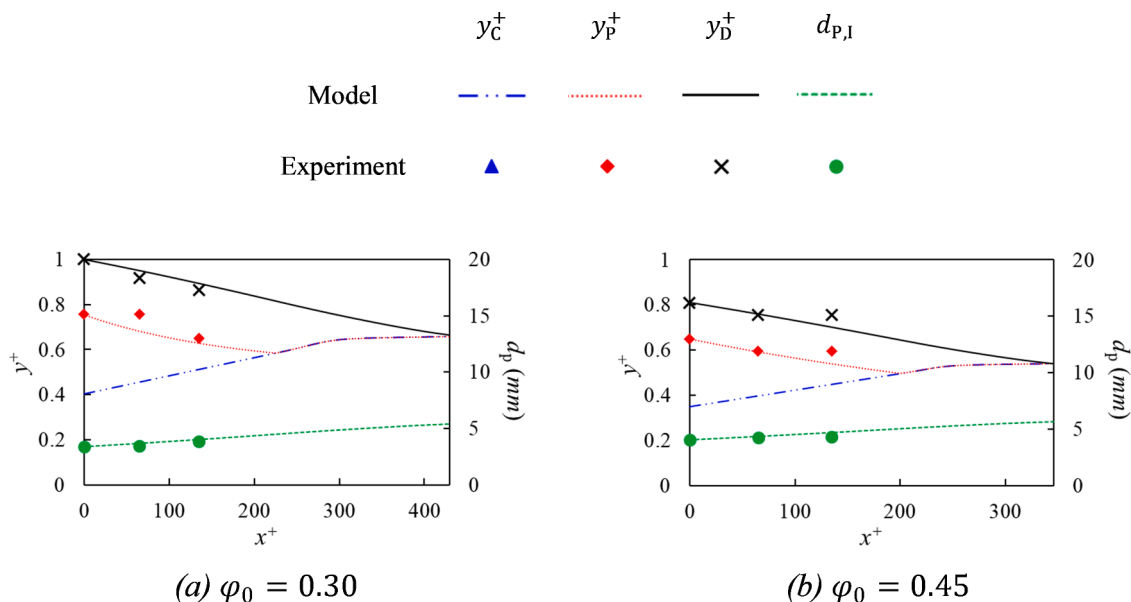 y_C^+ y_P^+ y_D^+ d_P,I
Model
Experiment
1 0.8 0.6 0.4 0.2 0
y^+
20 15 10 5 0
d_p (mm)
0 100 200 300 400
x^+
(a) φ_0 = 0.30
1 0.8 0.6 0.4 0.2 0
y^+
20 15 10 5 0
d_p (mm)
0 100 200 300
x^+
(b) φ_0 = 0.45